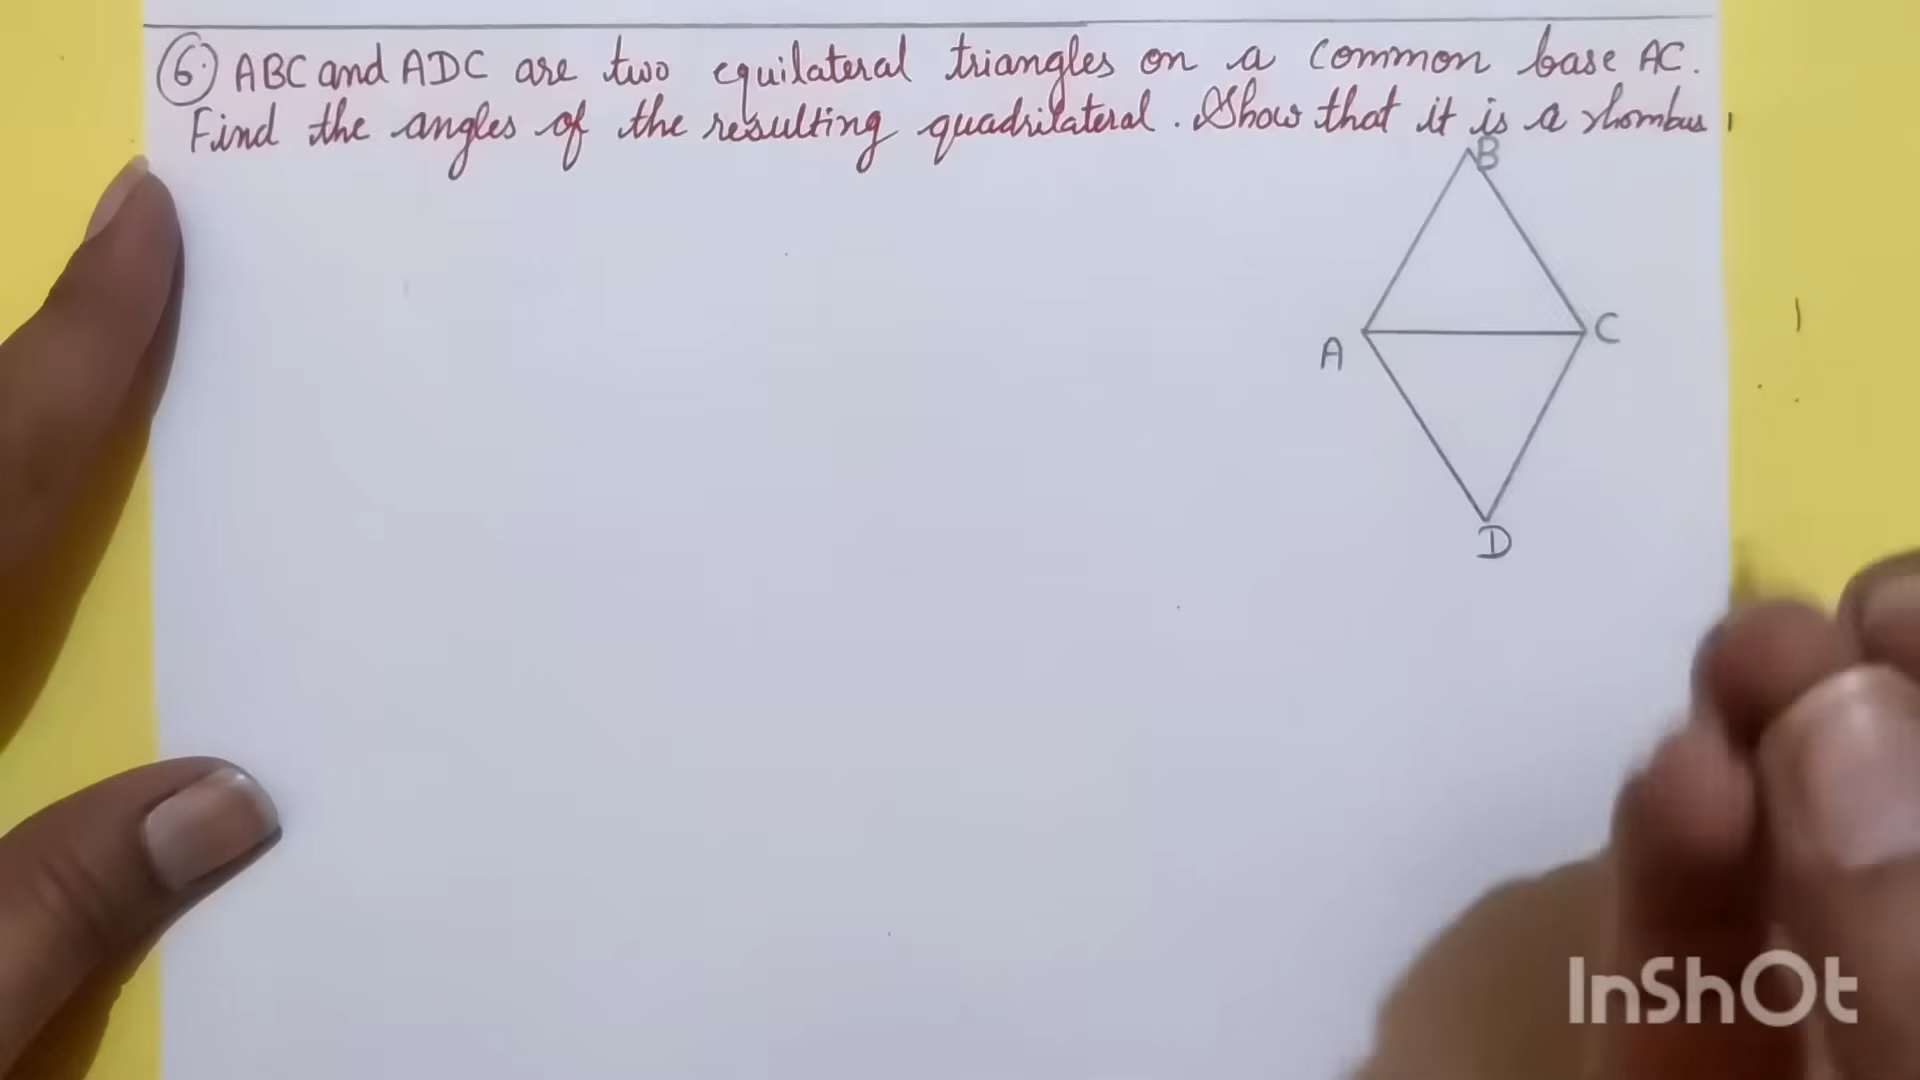 6. ABC and ADC are two equilateral triangles on a common base AC.
Find the angles of the resulting quadrilateral. Show that it is a rhombus
B
A
C
D
InShOt